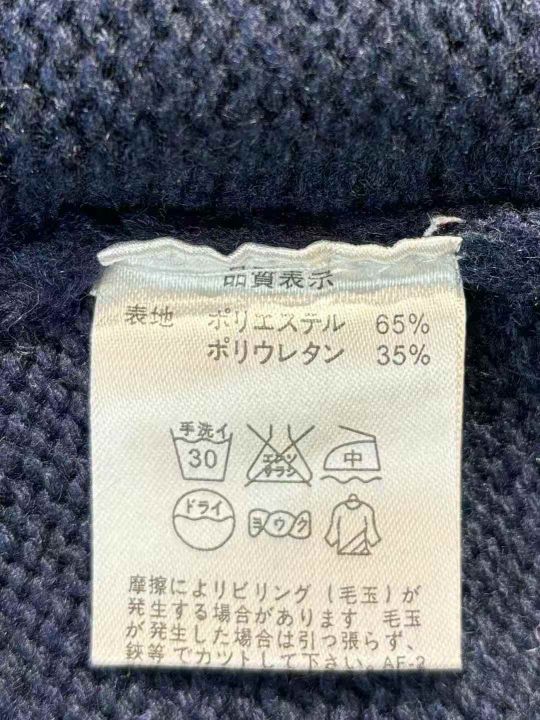 品質表示
表地 ポリエステル 65%
ポリウレタン 35%
手洗イ
30
エンソ
サラシ
中
ドライ
ヨワク
摩擦によりピリング(毛玉)が
発生する場合があります 毛玉
が発生した場合は引っ張らず、
鋏等でカットして下さい。AF-2